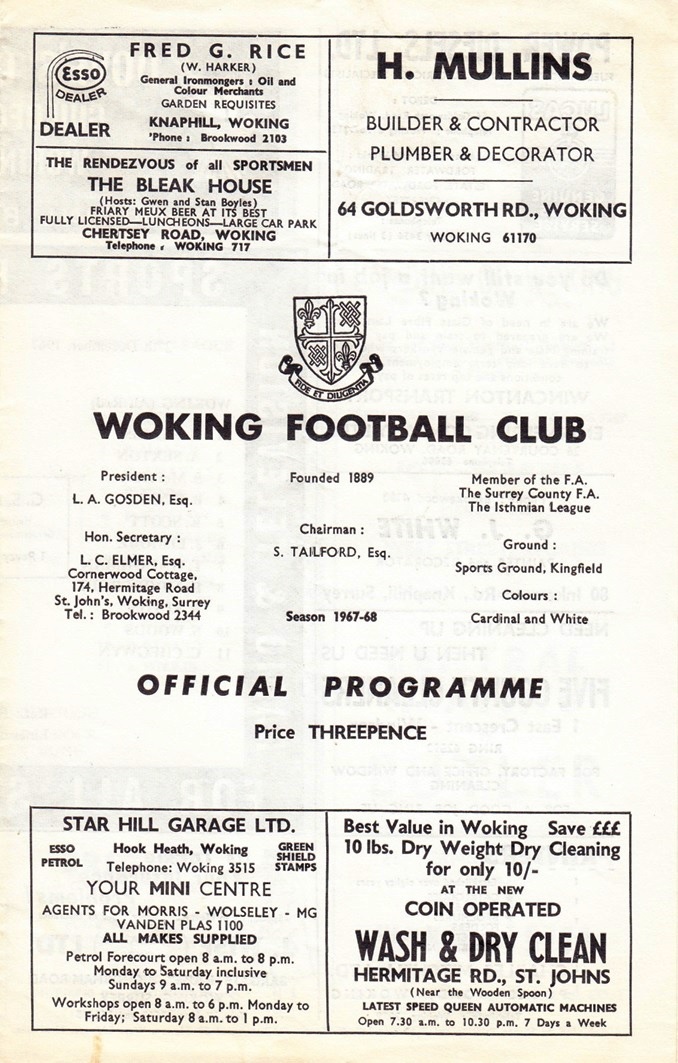 FRED G. RICE
(W. HARKER)
General Ironmongers : Oil and
Colour Merchants
GARDEN REQUISITES
KNAPHILL, WOKING
'Phone : Brookwood 2103
Esso
DEALER
DEALER
THE RENDEZVOUS of all SPORTSMEN
THE BLEAK HOUSE
(Hosts: Gwen and Stan Boyles)
FRIARY MEUX BEER AT ITS BEST
FULLY LICENSED—LUNCHEONS—LARGE CAR PARK
CHERTSEY ROAD, WOKING
Telephone : WOKING 717
H. MULLINS
BUILDER & CONTRACTOR
PLUMBER & DECORATOR
64 GOLDSWORTH RD., WOKING
WOKING 61170
FIDE ET DILIGENTIA
WOKING FOOTBALL CLUB
President :
L. A. GOSDEN, Esq.
Hon. Secretary :
L. C. ELMER, Esq.
Cornerwood Cottage,
174, Hermitage Road
St. John's, Woking, Surrey
Tel. : Brookwood 2344
Founded 1889
Chairman :
S. TAILFORD, Esq.
Season 1967-68
Member of the F.A.
The Surrey County F.A.
The Isthmian League
Ground :
Sports Ground, Kingfield
Colours :
Cardinal and White
OFFICIAL PROGRAMME
Price THREEPENCE
STAR HILL GARAGE LTD.
ESSO
PETROL
Hook Heath, Woking
Telephone: Woking 3515
GREEN
SHIELD
STAMPS
YOUR MINI CENTRE
AGENTS FOR MORRIS - WOLSELEY - MG
VANDEN PLAS 1100
ALL MAKES SUPPLIED
Petrol Forecourt open 8 a.m. to 8 p.m.
Monday to Saturday inclusive
Sundays 9 a.m. to 7 p.m.
Workshops open 8 a.m. to 6 p.m. Monday to
Friday; Saturday 8 a.m. to 1 p.m.
Best Value in Woking Save £££
10 lbs. Dry Weight Dry Cleaning
for only 10/-
AT THE NEW
COIN OPERATED
WASH & DRY CLEAN
HERMITAGE RD., ST. JOHNS
(Near the Wooden Spoon)
LATEST SPEED QUEEN AUTOMATIC MACHINES
Open 7.30 a.m. to 10.30 p.m. 7 Days a Week